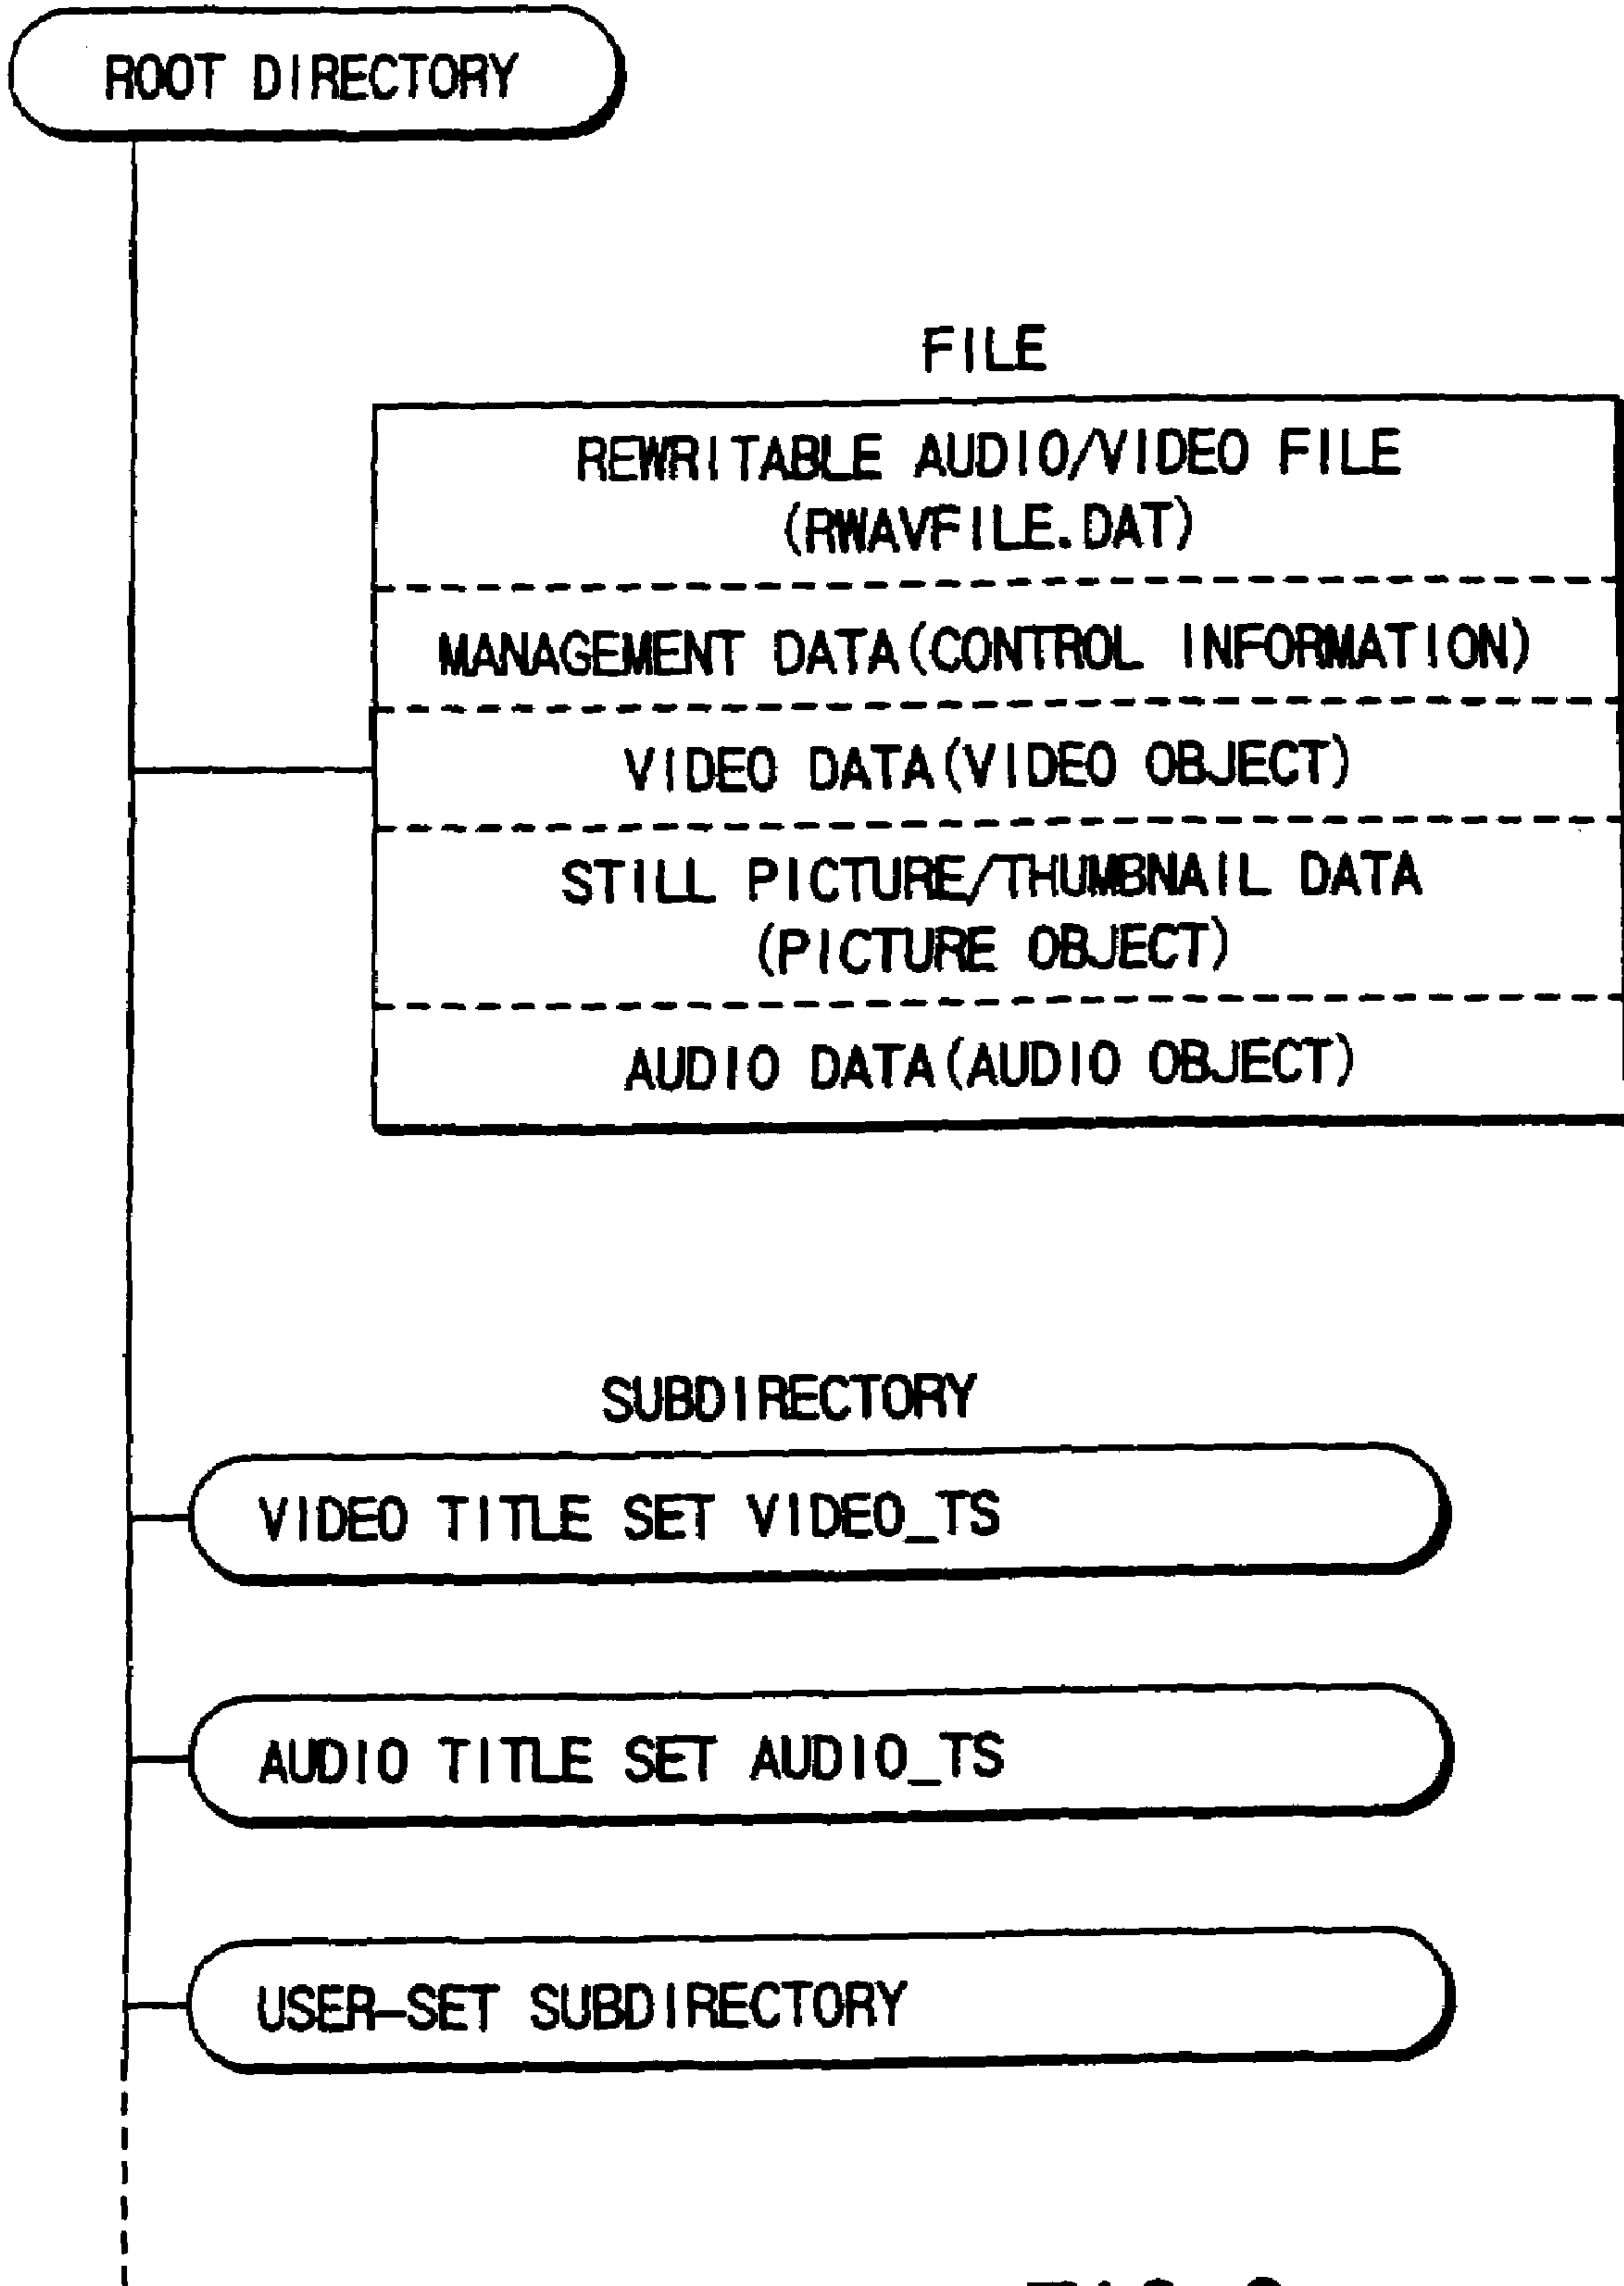 ROOT DIRECTORY
FILE
REWRITABLE AUDIO/VIDEO FILE
(RWAVFILE.DAT)
MANAGEMENT DATA(CONTROL INFORMATION)
VIDEO DATA(VIDEO OBJECT)
STILL PICTURE/THUMBNAIL DATA
(PICTURE OBJECT)
AUDIO DATA(AUDIO OBJECT)
SUBDIRECTORY
VIDEO TITLE SET VIDEO_TS
AUDIO TITLE SET AUDIO_TS
USER-SET SUBDIRECTORY